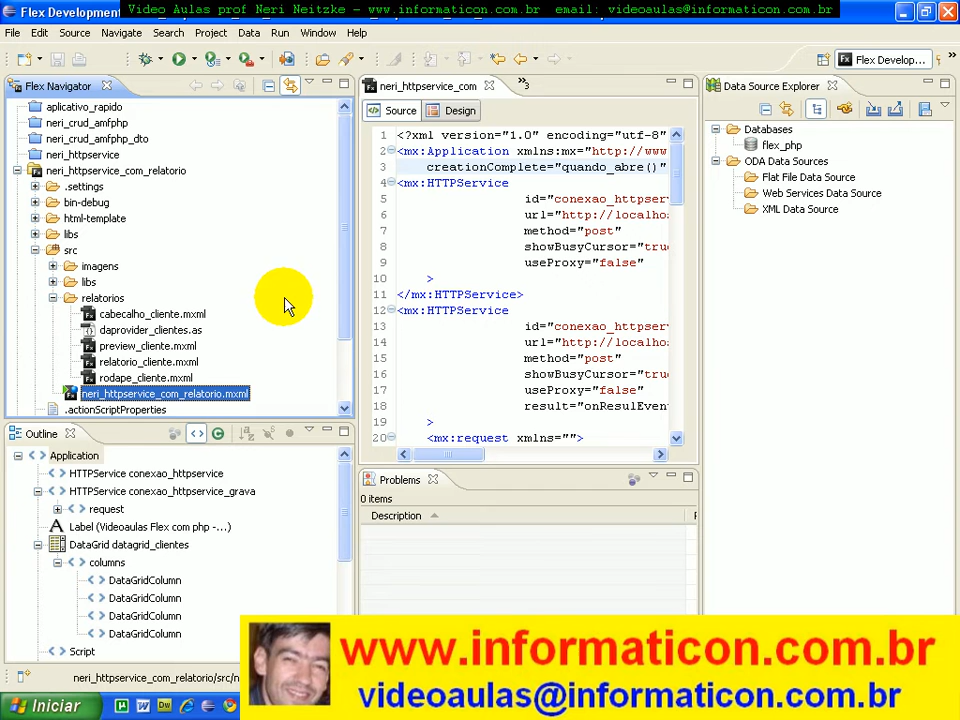 Flex Development
Video Aulas prof Neri Neitzke - www.informaticon.com.br email: videoaulas@informaticon.com.br
File Edit Source Navigate Search Project Data Run Window Help
Flex Develop...
Flex Navigator
aplicativo_rapido
neri_crud_amfphp
neri_crud_amfphp_dto
neri_httpservice
neri_httpservice_com_relatorio
.settings
bin-debug
html-template
libs
src
imagens
libs
relatorios
cabecalho_cliente.mxml
daprovider_clientes.as
preview_cliente.mxml
relatorio_cliente.mxml
rodape_cliente.mxml
neri_httpservice_com_relatorio.mxml
.actionScriptProperties
Outline
Application
HTTPService conexao_httpservice
HTTPService conexao_httpservice_grava
request
Label (Videoaulas Flex com php -...)
DataGrid datagrid_clientes
columns
DataGridColumn
DataGridColumn
DataGridColumn
DataGridColumn
Script
neri_httpservice_com_relatorio/src/n
neri_httpservice_com
3
Source Design
1 <?xml version="1.0" encoding="utf-8"
2 <mx:Application xmlns:mx="http://www
3 creationComplete="quando_abre()"
4 <mx:HTTPService
5 id="conexao_httpser
6 url="http://localho
7 method="post"
8 showBusyCursor="tru
9 useProxy="false"
10 >
11 </mx:HTTPService>
12 <mx:HTTPService
13 id="conexao_httpser
14 url="http://localho
15 method="post"
16 showBusyCursor="tru
17 useProxy="false"
18 result="onResulEven
19 >
20 <mx:request xmlns="">
Problems
0 items
Description
Data Source Explorer
Databases
flex_php
ODA Data Sources
Flat File Data Source
Web Services Data Source
XML Data Source
www.informaticon.com.br
videoaulas@informaticon.com.br
Iniciar